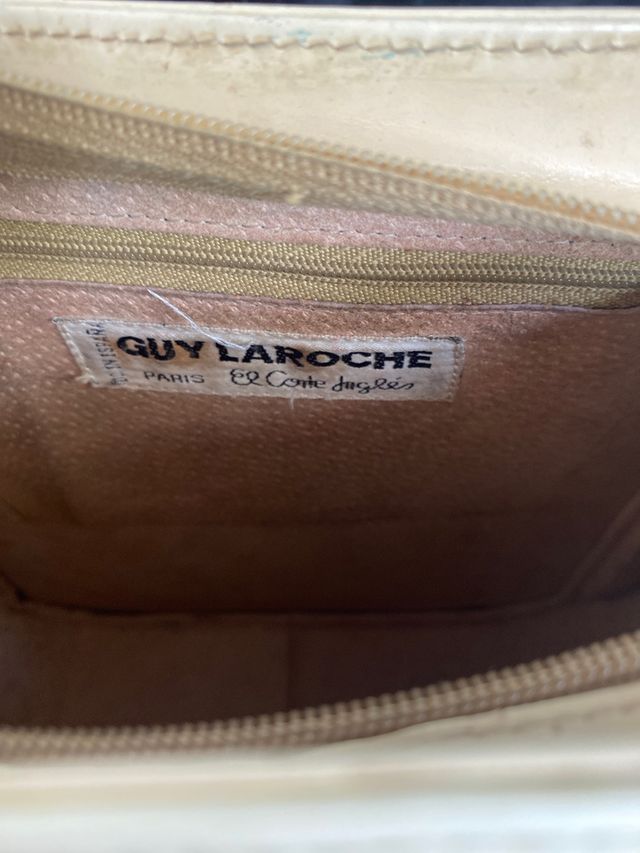 GUY LAROCHE
PARIS El Corte Inglés